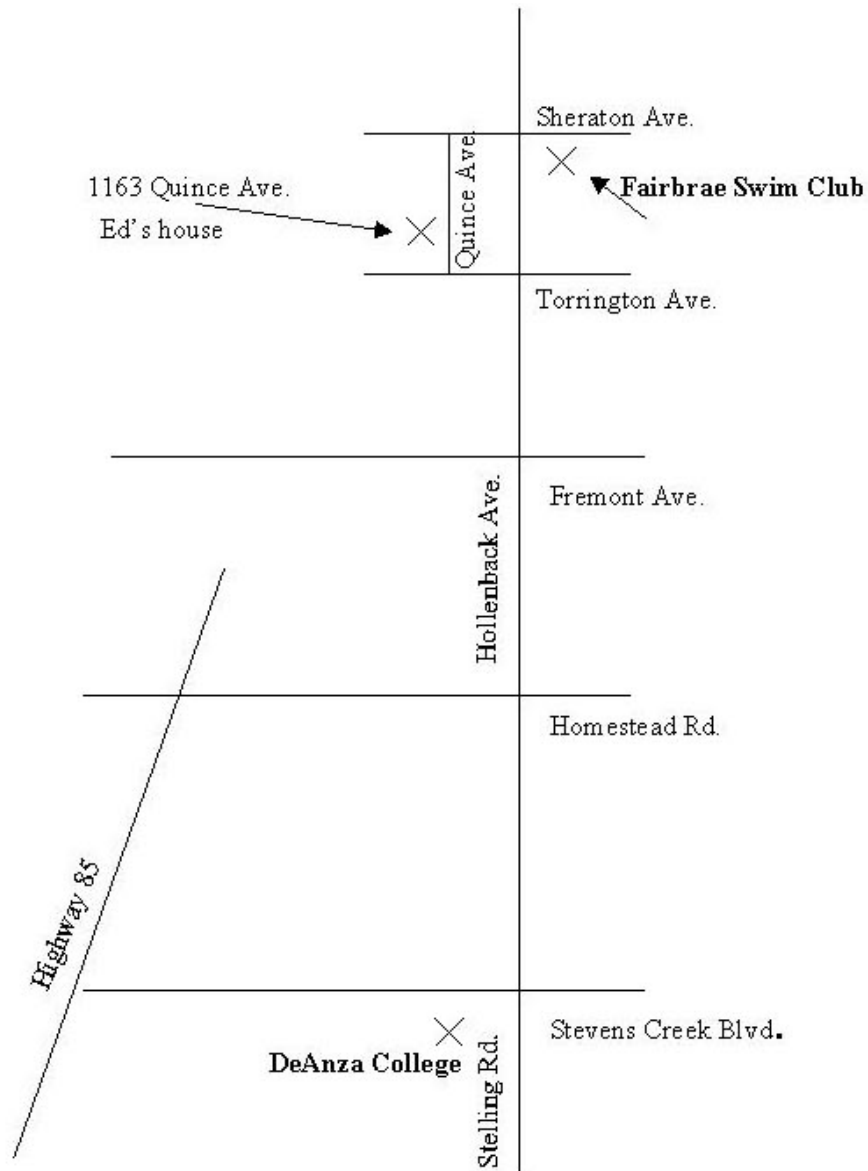 Sheraton Ave.
Quince Ave.
1163 Quince Ave.
Ed's house
Fairbrae Swim Club
Torrington Ave.
Fremont Ave.
Hollenback Ave.
Homestead Rd.
Highway 85
Stevens Creek Blvd.
DeAnza College
Stelling Rd.